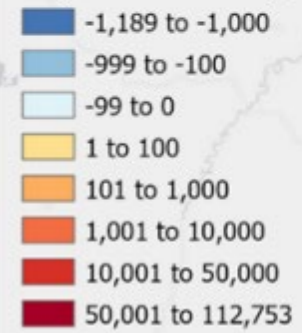 -1,189 to -1,000
-999 to -100
-99 to 0
1 to 100
101 to 1,000
1,001 to 10,000
10,001 to 50,000
50,001 to 112,753